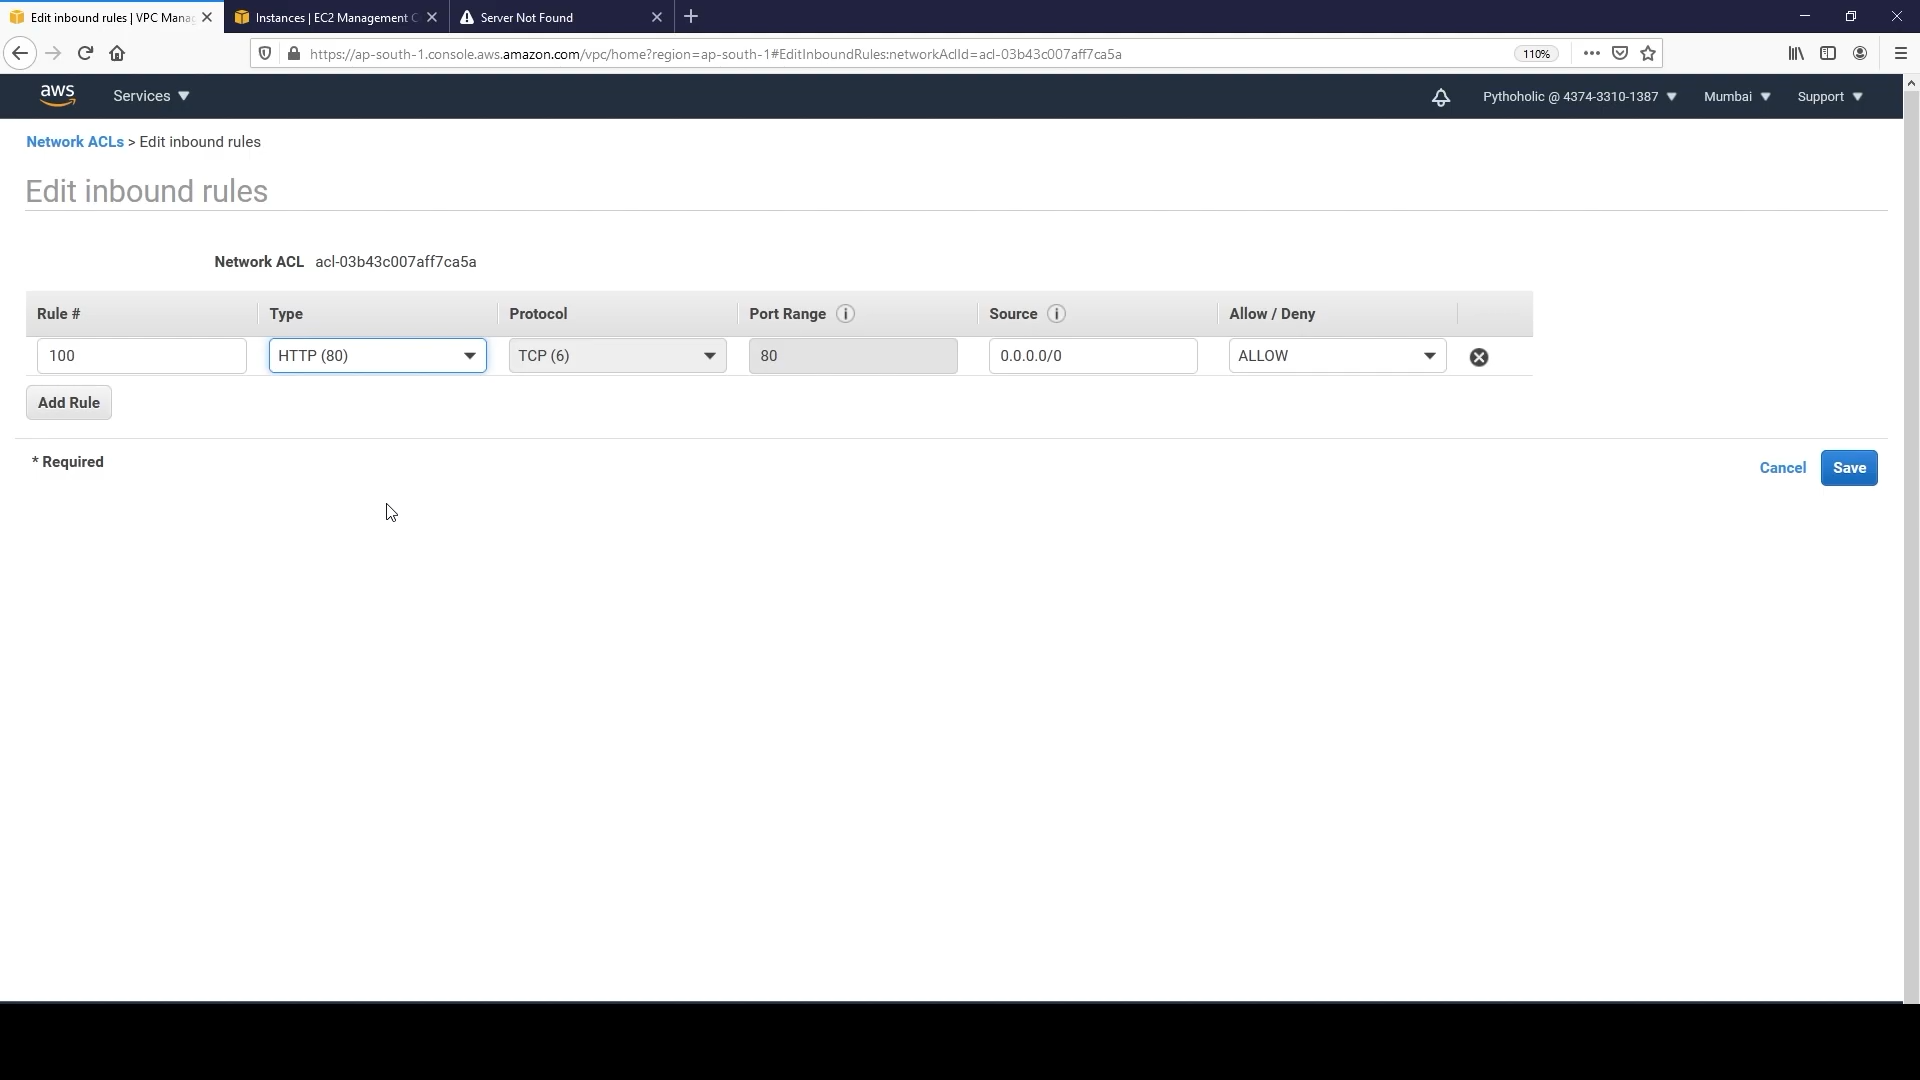 Edit inbound rules | VPC Mana
Instances | EC2 Management C
Server Not Found
https://ap-south-1.console.aws.amazon.com/vpc/home?region=ap-south-1#EditInboundRules:networkAclId=acl-03b43c007aff7ca5a
110%
aws
Services
Pythoholic @ 4374-3310-1387
Mumbai
Support
Network ACLs > Edit inbound rules
Edit inbound rules
Network ACL acl-03b43c007aff7ca5a
Rule # Type Protocol Port Range Source Allow / Deny
100 HTTP (80) TCP (6) 80 0.0.0.0/0 ALLOW
Add Rule
* Required
Cancel Save